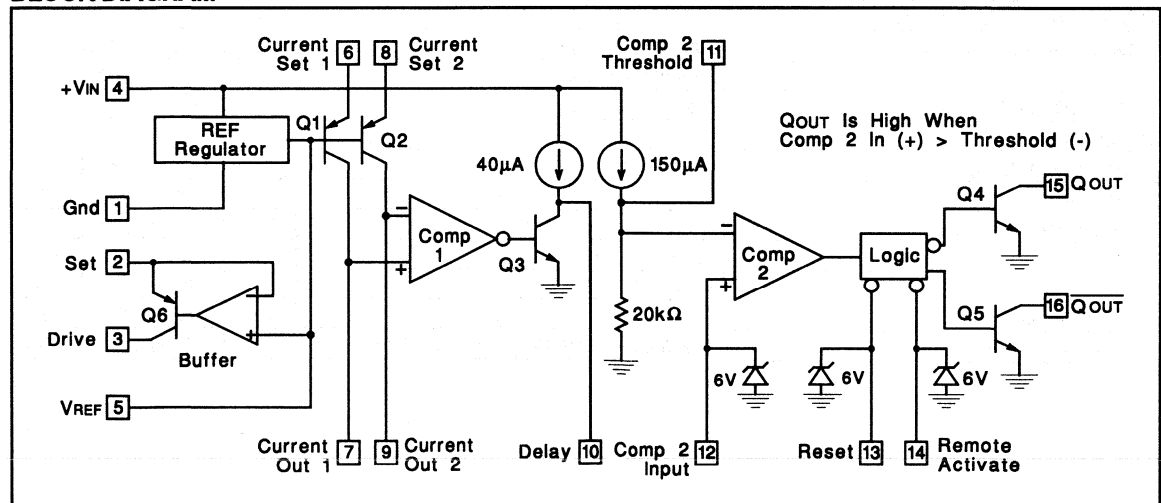 BLOCK DIAGRAM
Current Set 1
6
8
Current Set 2
Comp 2 Threshold
11
+VIN 4
REF Regulator
Q1
Q2
40μA
150μA
QOUT Is High When
Comp 2 In (+) > Threshold (-)
Gnd 1
Q4
15 QOUT
Set 2
−
Comp 1
+
Q3
−
Comp 2
+
Logic
Q6
−
+
20kΩ
Q5
16 Q̅O̅U̅T̅
Drive 3
Buffer
6V
6V
6V
VREF 5
Current Out 1
7
9
Current Out 2
Delay 10
Comp 2 Input
12
Reset 13
14
Remote Activate